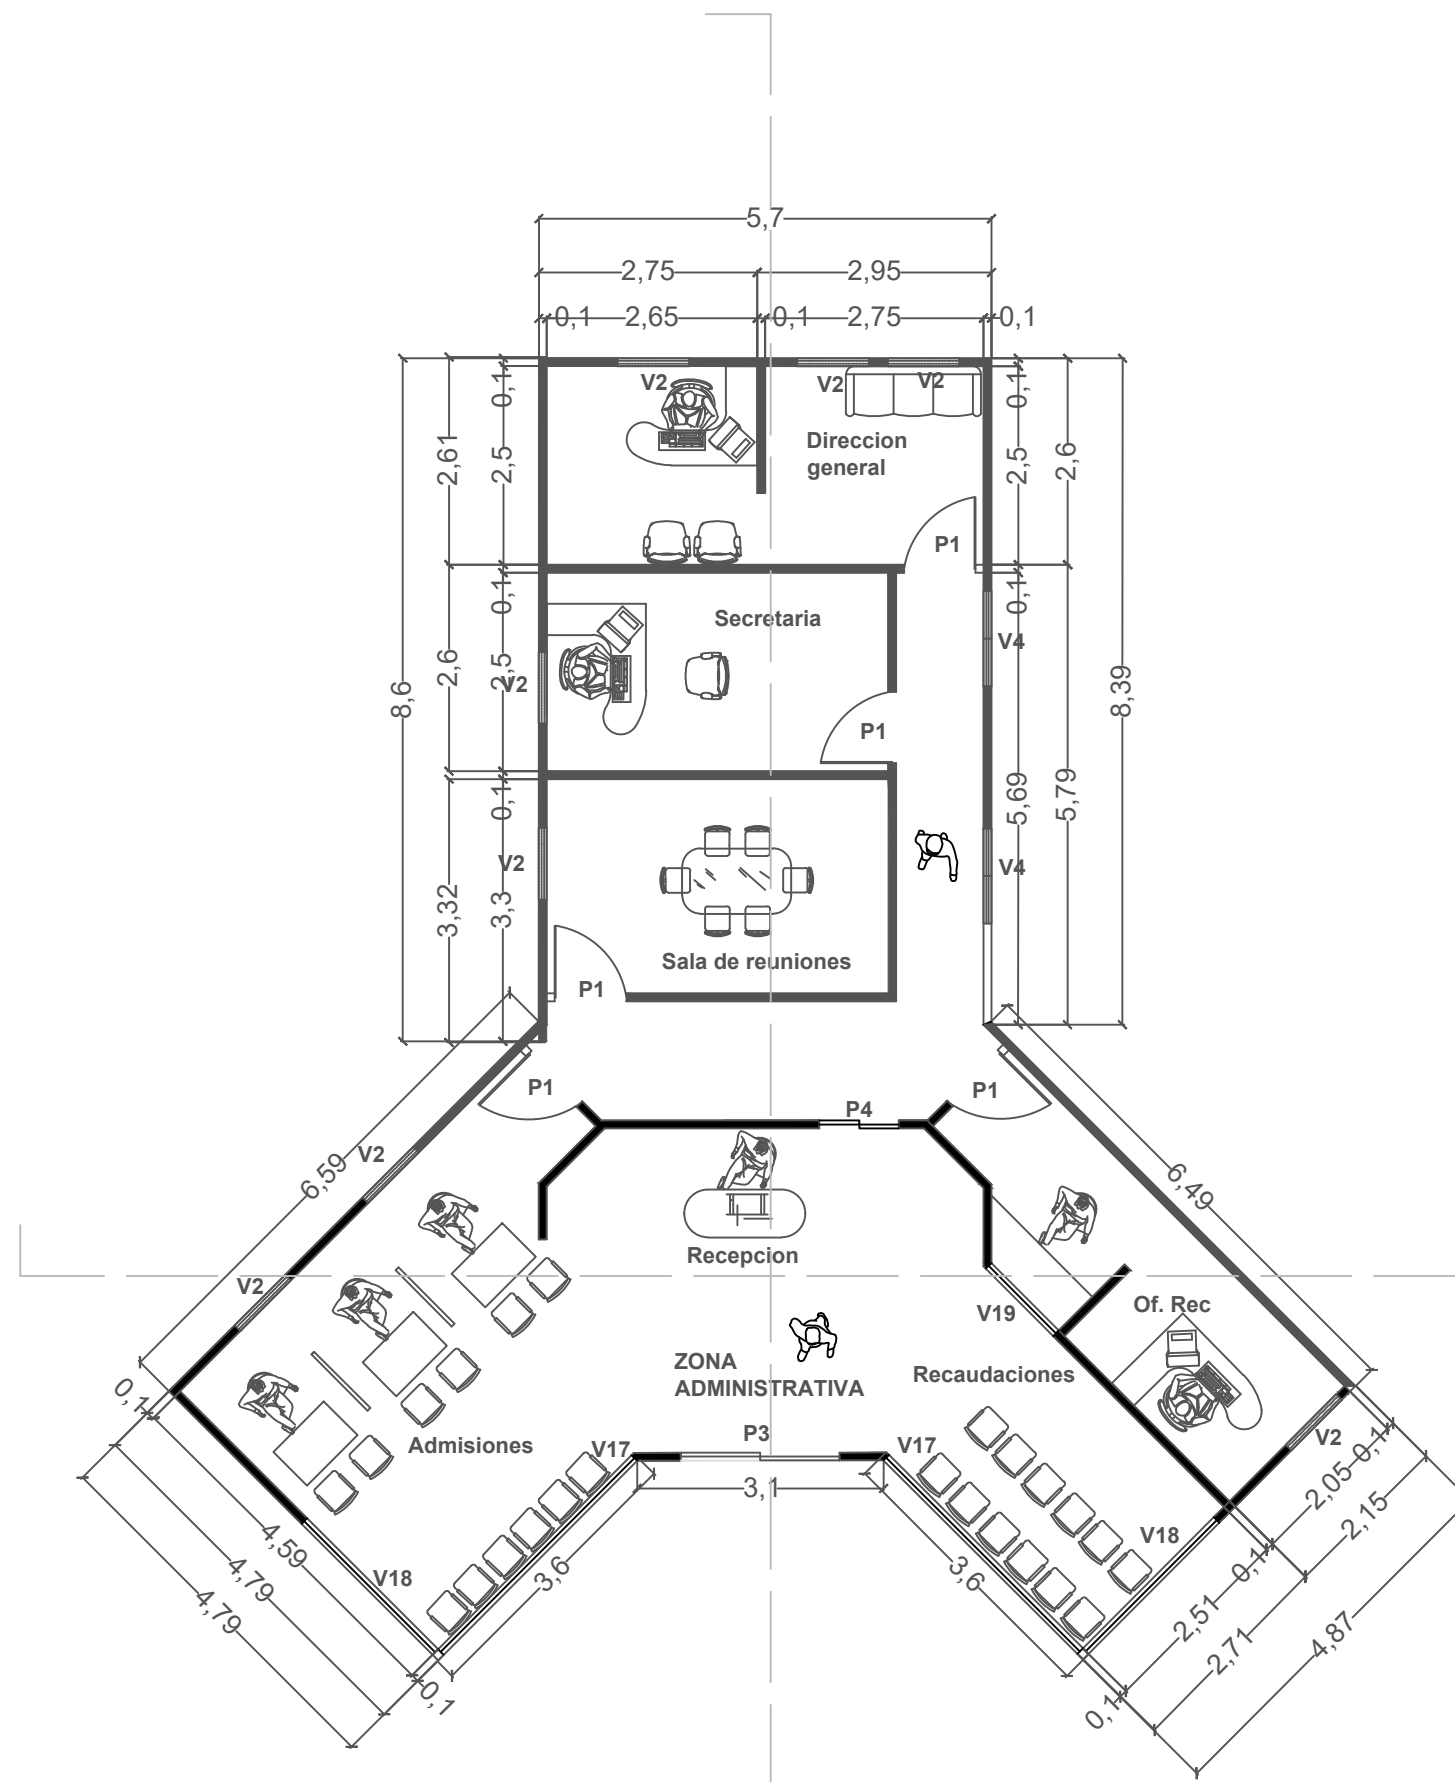 5,7
2,75
2,95
0,1
2,65
0,1
2,75
0,1
V2
V2
V2
0,1
0,1
Direccion
general
2,61
2,5
2,5
2,6
P1
0,1
0,1
Secretaria
V4
2,6
2,5
V2
8,6
8,39
P1
0,1
5,69
5,79
V2
V4
3,32
3,3
Sala de reuniones
P1
P1
P1
P4
V2
6,59
6,49
Recepcion
V2
V19
Of. Rec
ZONA
ADMINISTRATIVA
Recaudaciones
0,1
P3
Admisiones
V17
V17
V2
0,1
3,1
2,05
2,15
4,59
4,79
4,79
V18
3,6
3,6
V18
0,1
2,51
2,71
4,87
0,1
0,1